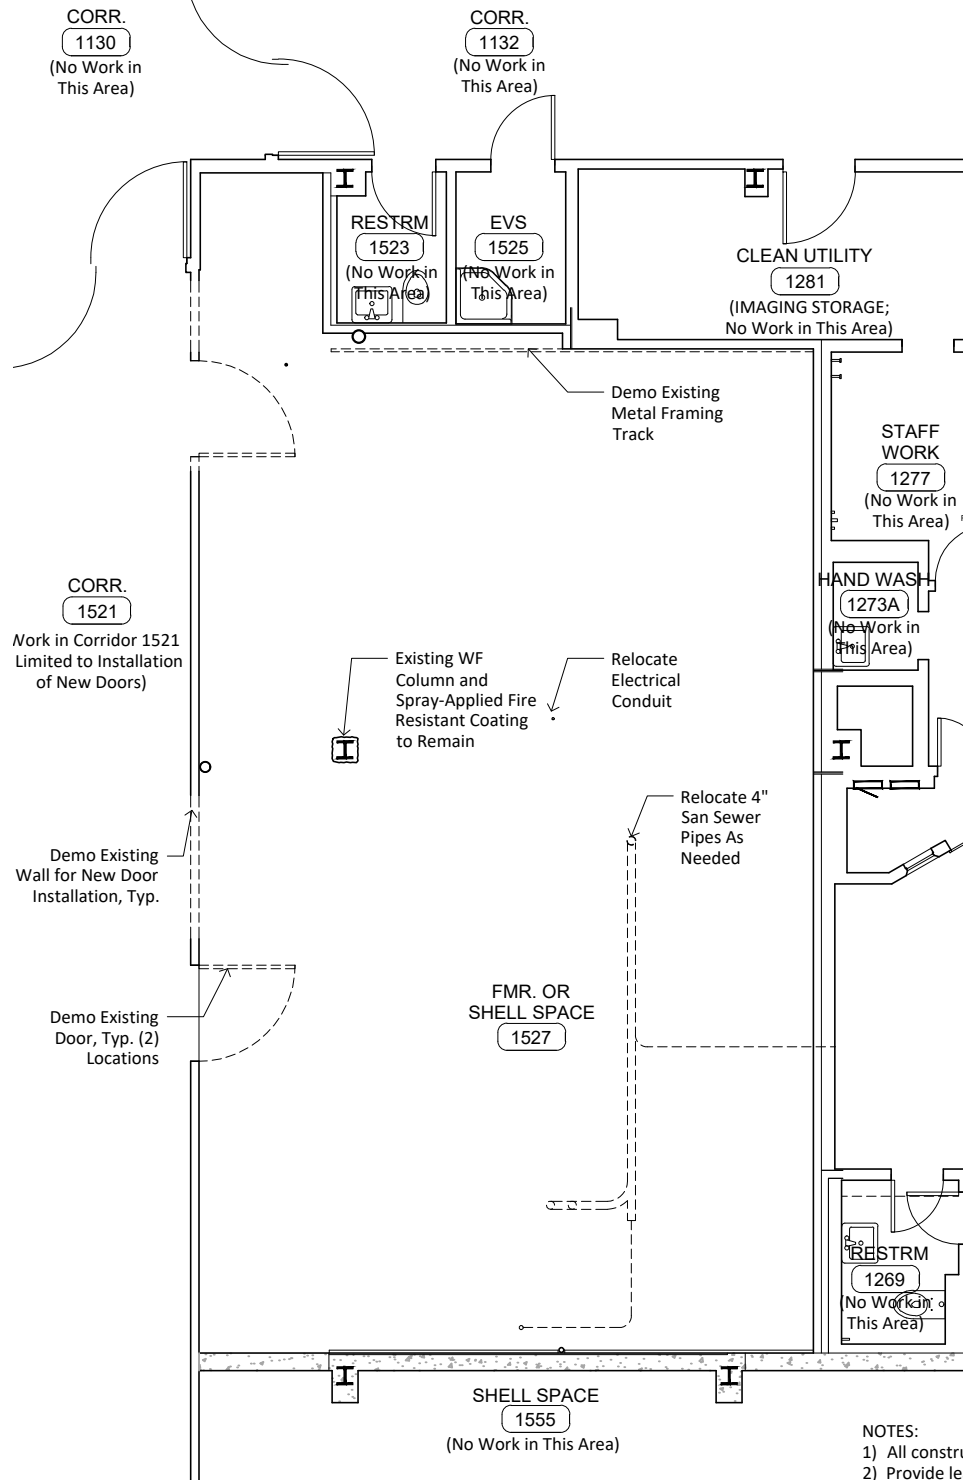 CORR.
1130
(No Work in
This Area)
CORR.
1132
(No Work in
This Area)
RESTRM
1523
(No Work in
This Area)
EVS
1525
(No Work in
This Area)
CLEAN UTILITY
1281
(IMAGING STORAGE;
No Work in This Area)
Demo Existing
Metal Framing
Track
STAFF
WORK
1277
(No Work in
This Area)
CORR.
1521
Work in Corridor 1521
Limited to Installation
of New Doors)
HAND WASH
1273A
(No Work in
This Area)
Existing WF
Column and
Spray-Applied Fire
Resistant Coating
to Remain
Relocate
Electrical
Conduit
Relocate 4"
San Sewer
Pipes As
Needed
Demo Existing
Wall for New Door
Installation, Typ.
FMR. OR
SHELL SPACE
1527
Demo Existing
Door, Typ. (2)
Locations
RESTRM
1269
(No Work in
This Area)
SHELL SPACE
1555
(No Work in This Area)
NOTES:
1) All constru
2) Provide le